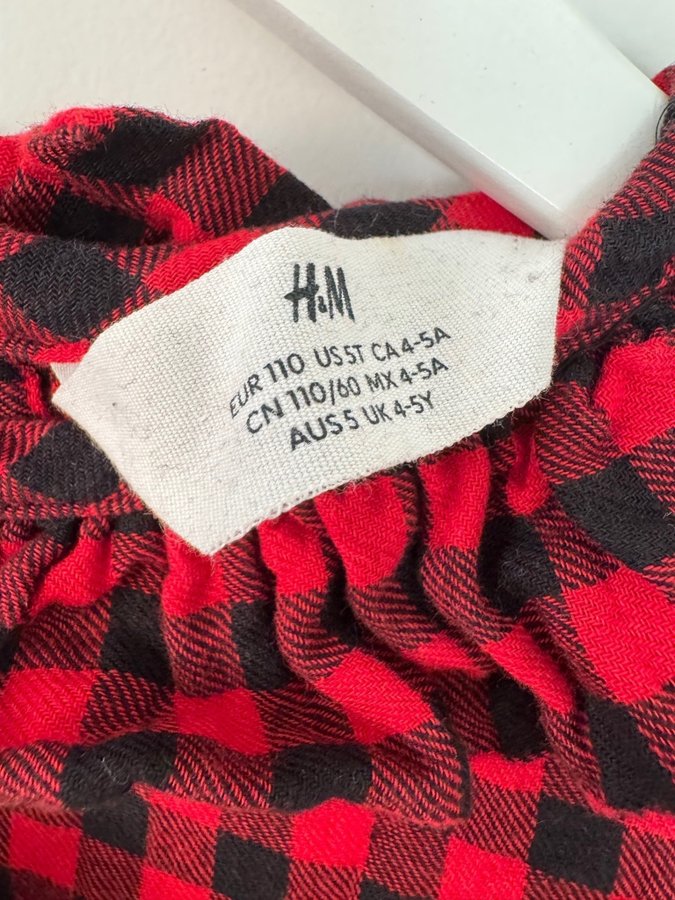 H&M
EUR 110 US 5T CA 4-5A
CN 110/60 MX 4-5A
AUS 5 UK 4-5Y